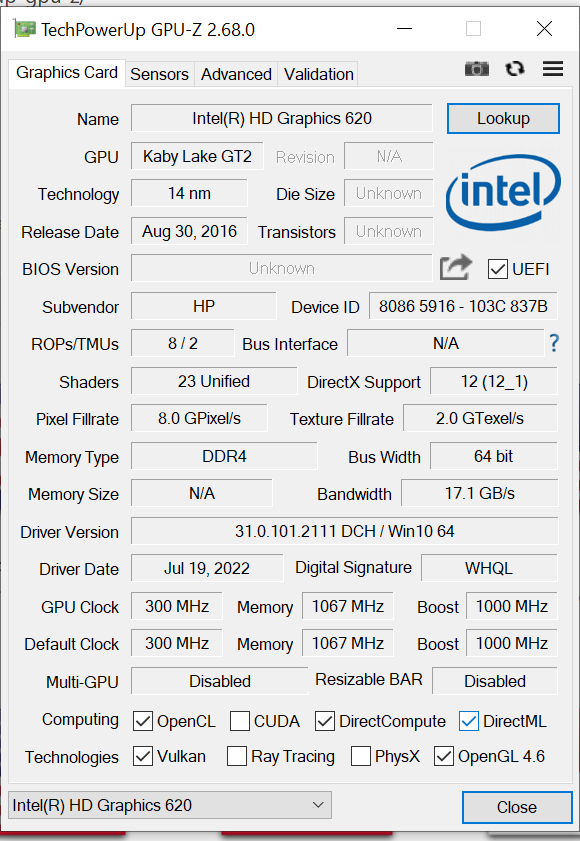 TechPowerUp GPU-Z 2.68.0
Graphics Card Sensors Advanced Validation
Name Intel(R) HD Graphics 620 Lookup
GPU Kaby Lake GT2 Revision N/A
intel
Technology 14 nm Die Size Unknown
Release Date Aug 30, 2016 Transistors Unknown
BIOS Version Unknown UEFI
Subvendor HP Device ID 8086 5916 - 103C 837B
ROPs/TMUs 8 / 2 Bus Interface N/A ?
Shaders 23 Unified DirectX Support 12 (12_1)
Pixel Fillrate 8.0 GPixel/s Texture Fillrate 2.0 GTexel/s
Memory Type DDR4 Bus Width 64 bit
Memory Size N/A Bandwidth 17.1 GB/s
Driver Version 31.0.101.2111 DCH / Win10 64
Driver Date Jul 19, 2022 Digital Signature WHQL
GPU Clock 300 MHz Memory 1067 MHz Boost 1000 MHz
Default Clock 300 MHz Memory 1067 MHz Boost 1000 MHz
Multi-GPU Disabled Resizable BAR Disabled
Computing OpenCL CUDA DirectCompute DirectML
Technologies Vulkan Ray Tracing PhysX OpenGL 4.6
Intel(R) HD Graphics 620 Close